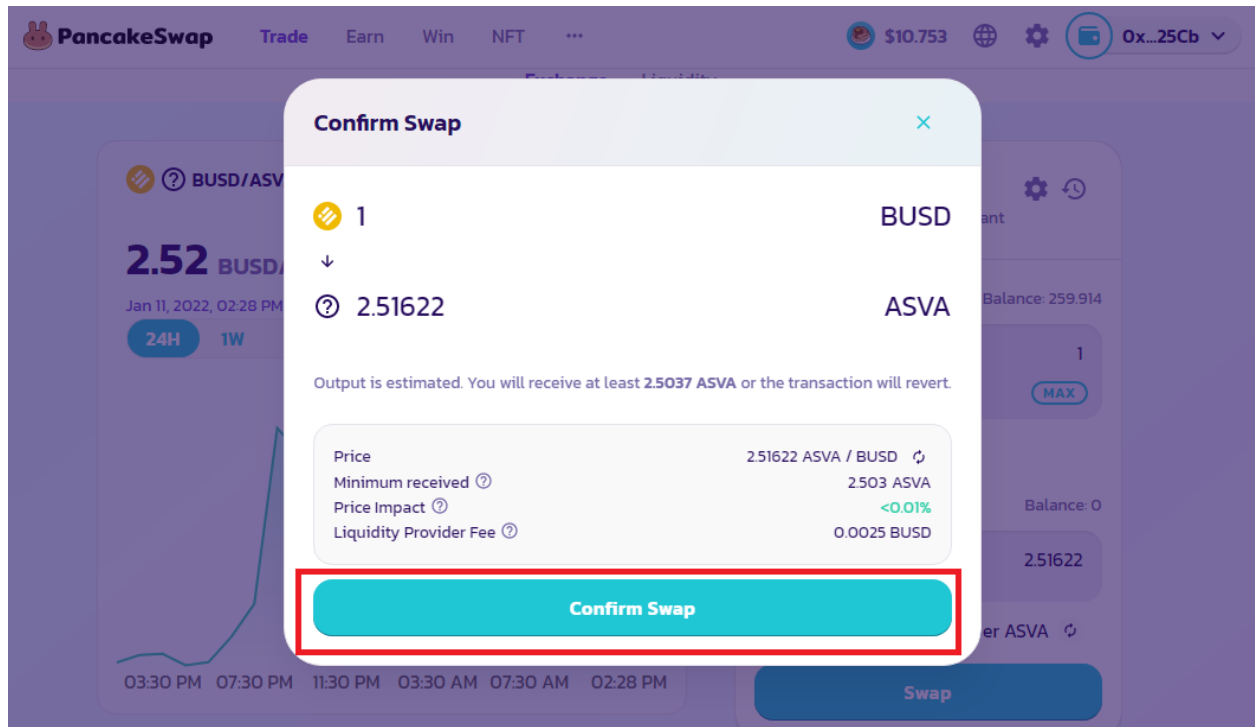 PancakeSwap Trade Earn Win NFT ··· $10.753 0x...25Cb
Confirm Swap
BUSD/ASV
1 BUSD
ant
2.52 BUSD/
2.51622 ASVA
Jan 11, 2022, 02:28 PM
Balance: 259.914
24H 1W
1
Output is estimated. You will receive at least 2.5037 ASVA or the transaction will revert.
MAX
Price 2.51622 ASVA / BUSD
Minimum received 2.503 ASVA
Price Impact <0.01%
Balance: 0
Liquidity Provider Fee 0.0025 BUSD
2.51622
Confirm Swap
er ASVA
03:30 PM 07:30 PM 11:30 PM 03:30 AM 07:30 AM 02:28 PM
Swap